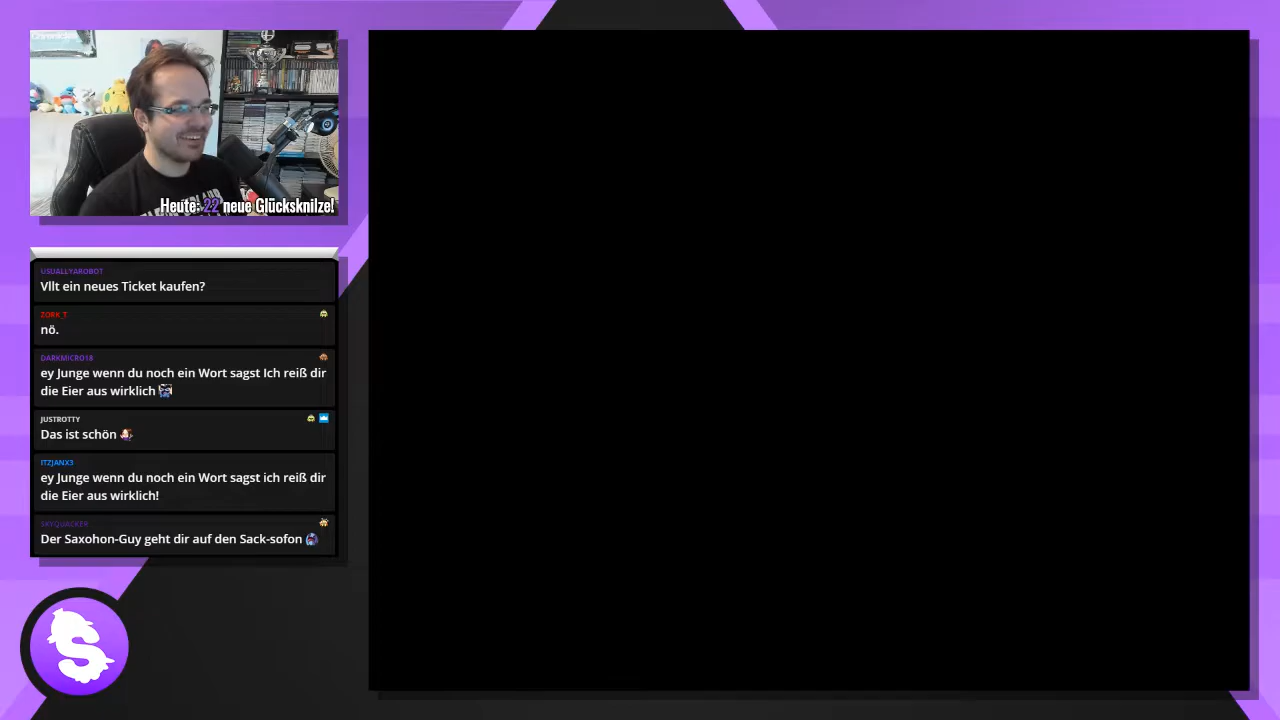 Chronicles
Heute: 22 neue Glücksknilze!
USUALLYAROBOT
Vllt ein neues Ticket kaufen?
ZORK_T
nö.
DARKMICRO18
ey Junge wenn du noch ein Wort sagst Ich reiß dir
die Eier aus wirklich
JUSTROTTY
Das ist schön
ITZJANX3
ey Junge wenn du noch ein Wort sagst ich reiß dir
die Eier aus wirklich!
SKYQUACKER
Der Saxohon-Guy geht dir auf den Sack-sofon
S